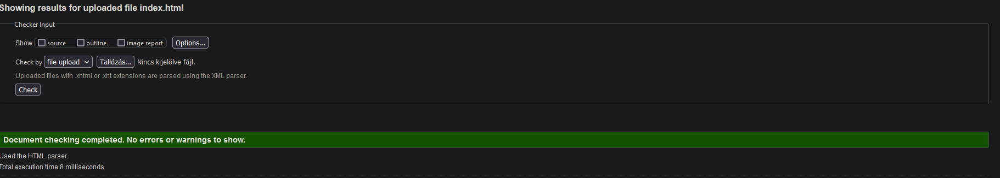 Showing results for uploaded file index.html
Checker Input
Show source outline image report Options...
Check by file upload Tallózás... Nincs kijelölve fájl.
Uploaded files with .xhtml or .xht extensions are parsed using the XML parser.
Check
Document checking completed. No errors or warnings to show.
Used the HTML parser.
Total execution time 8 milliseconds.